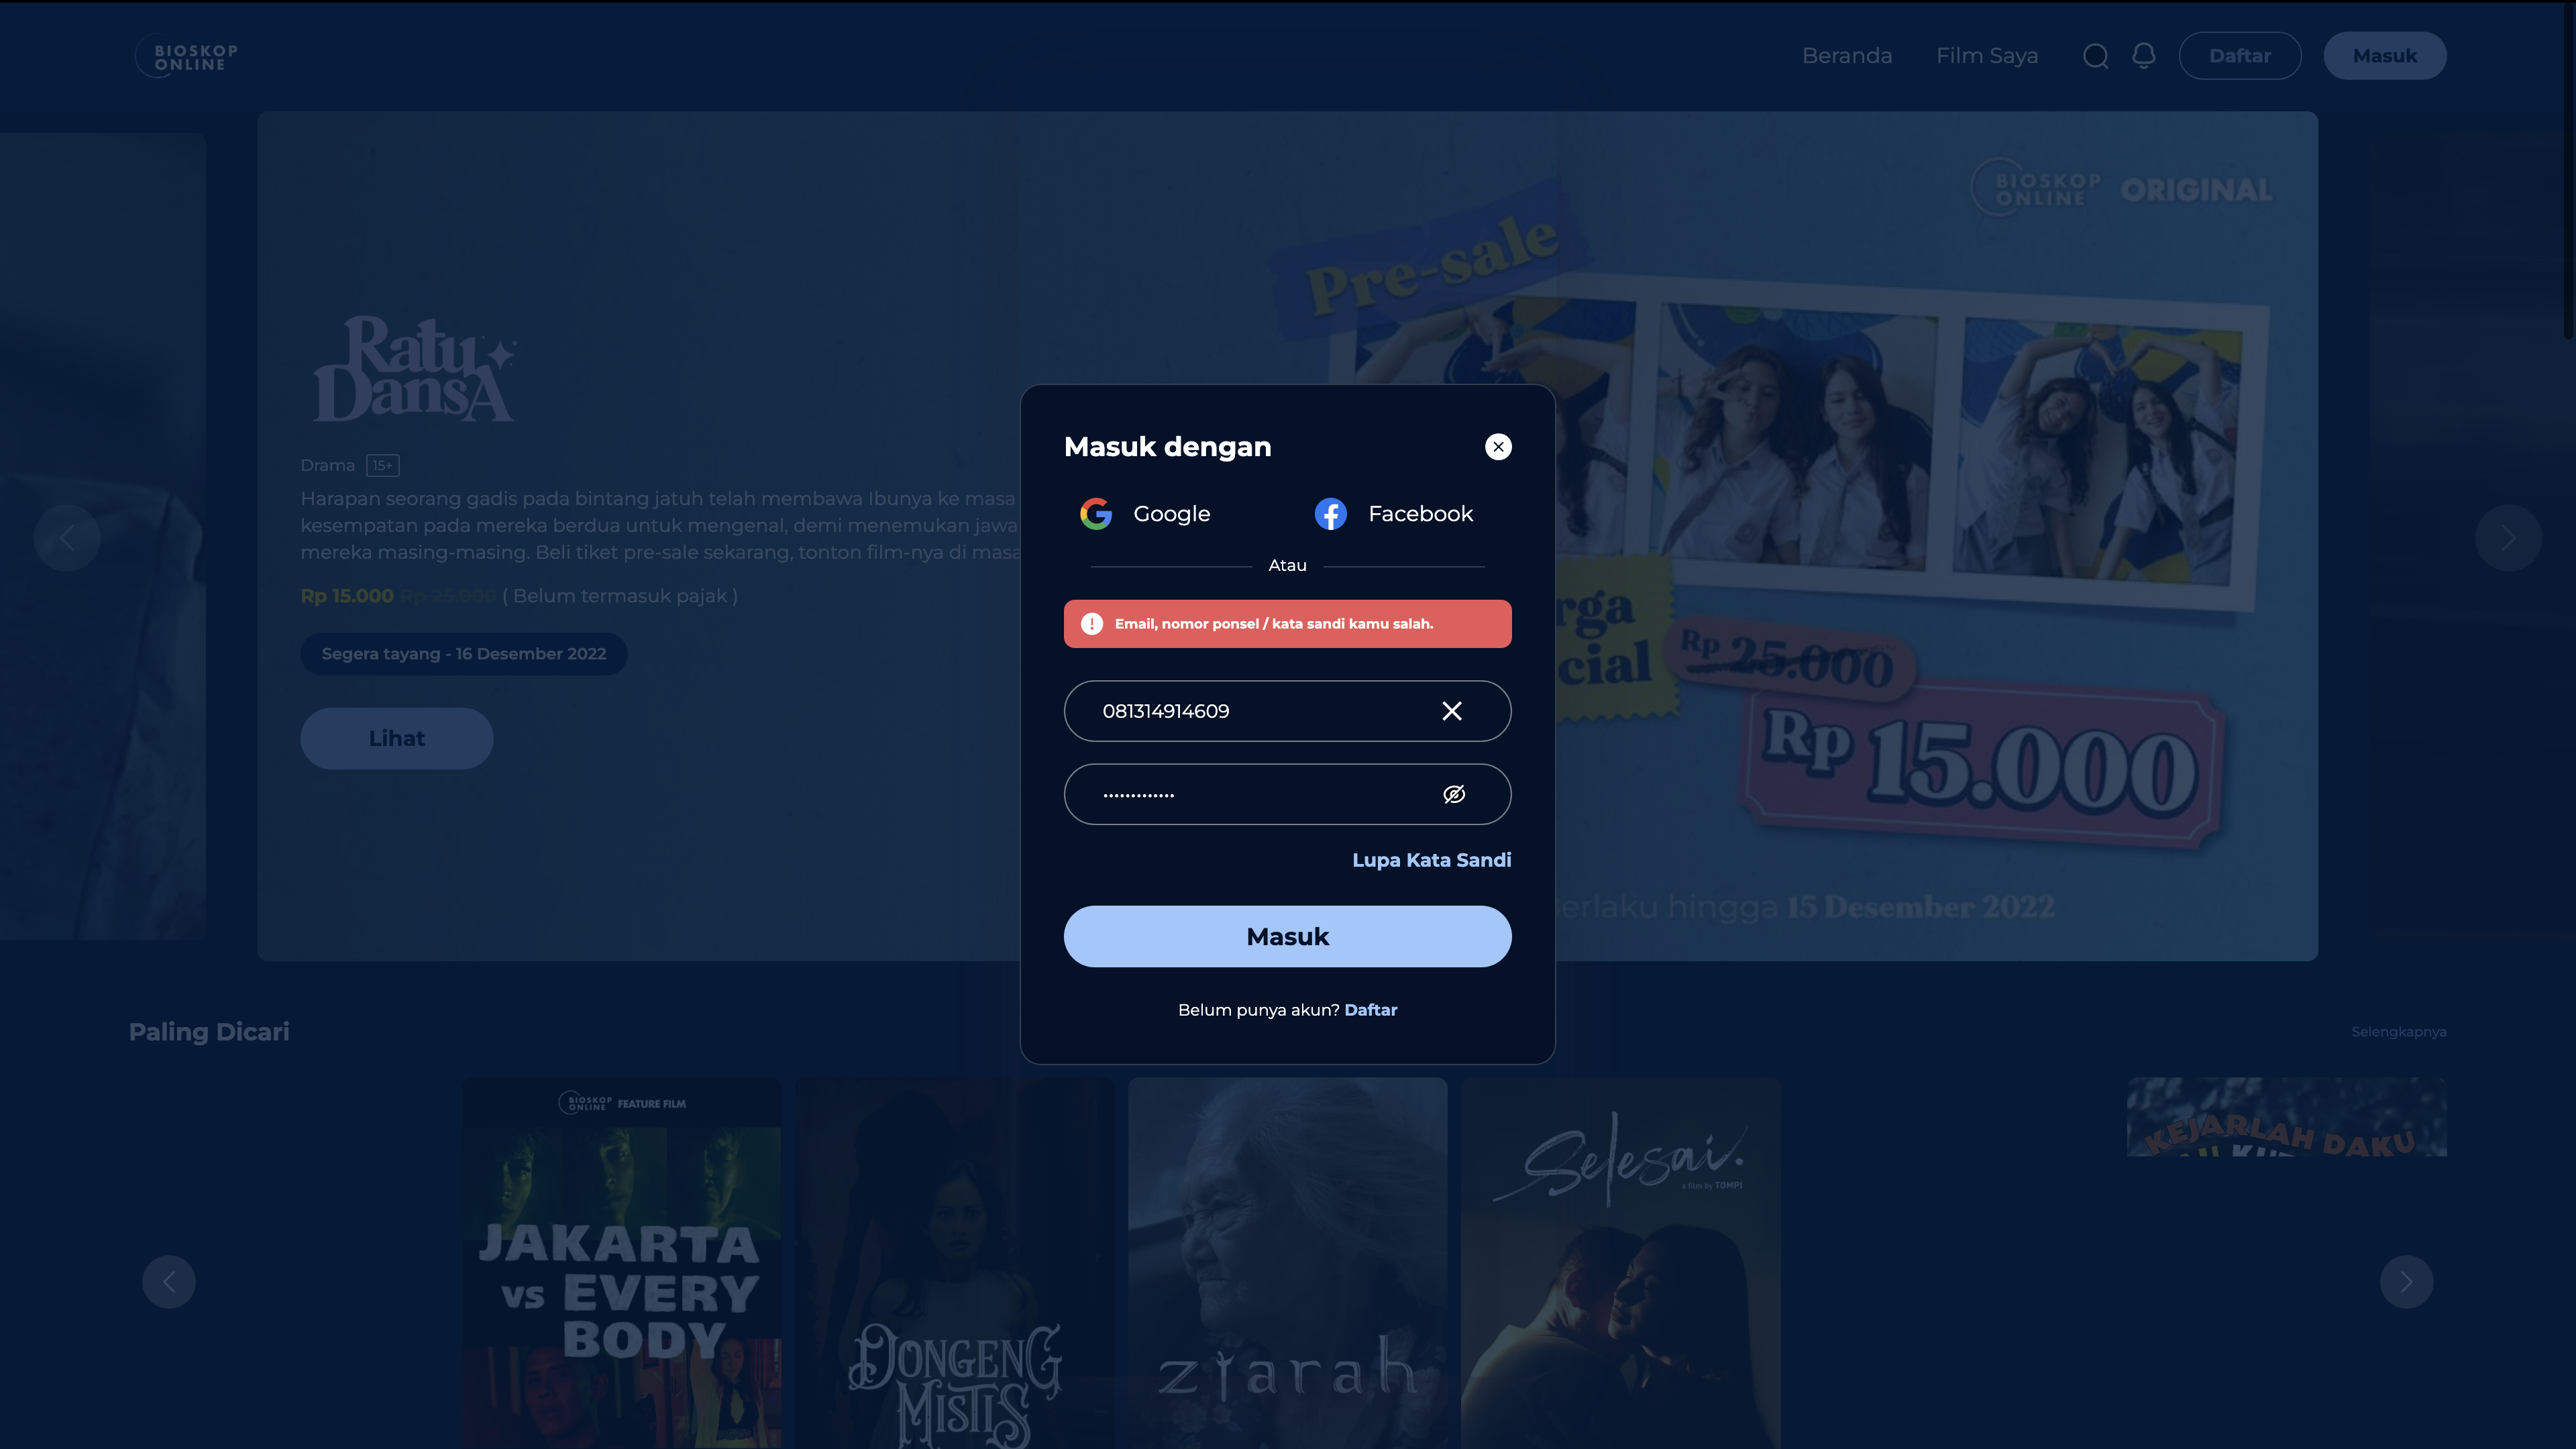 BIOSKOP
ONLINE
Beranda
Film Saya
Daftar
Masuk
BIOSKOP
ONLINE
ORIGINAL
Pre-sale
Ratu
DansA
Drama
15+
Harapan seorang gadis pada bintang jatuh telah membawa Ibunya ke masa
kesempatan pada mereka berdua untuk mengenal, demi menemukan jawa
mereka masing-masing. Beli tiket pre-sale sekarang, tonton film-nya di masa
Rp 15.000 Rp 25.000 ( Belum termasuk pajak )
Segera tayang - 16 Desember 2022
Lihat
rga
cial
Rp 25.000
Rp 15.000
erlaku hingga 15 Desember 2022
Masuk dengan
Google
Facebook
Atau
Email, nomor ponsel / kata sandi kamu salah.
081314914609
•••••••••••••
Lupa Kata Sandi
Masuk
Belum punya akun? Daftar
Paling Dicari
Selengkapnya
BIOSKOP
ONLINE
FEATURE FILM
JAKARTA
VS EVERY
BODY
DONGENG
MISTIS
ziarah
Selesai.
a film by TOMPI
KEJARLAH DAKU